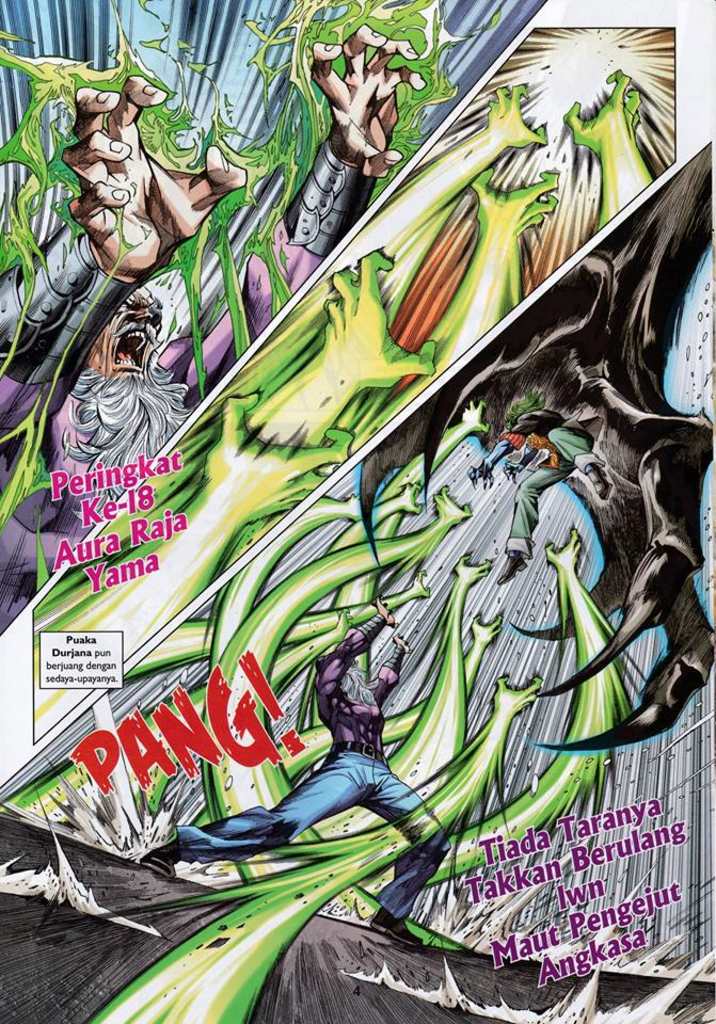 Peringkat
Ke-18
Aura Raja
Yama
Puaka
Durjana pun
berjuang dengan
sedaya-upayanya.
PANG!
Tiada Taranya
Takkan Berulang
lwn
Maut Pengejut
Angkasa
4